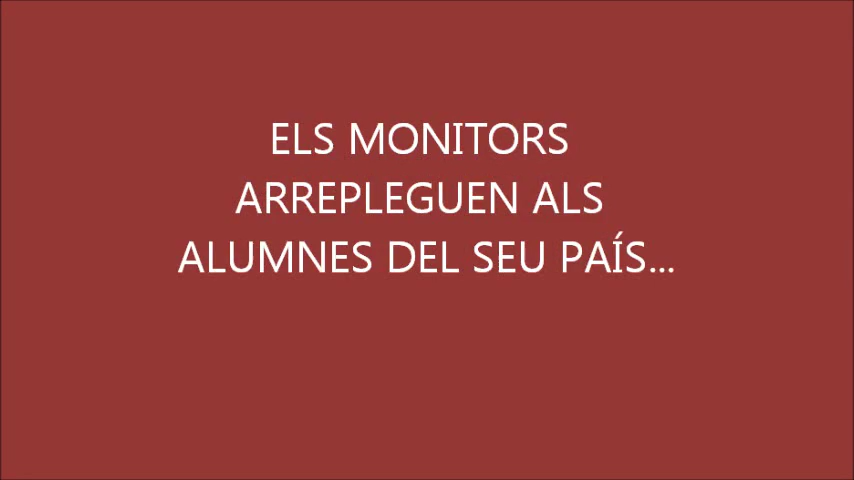 ELS MONITORS
ARREPLEGUEN ALS
ALUMNES DEL SEU PAÍS...